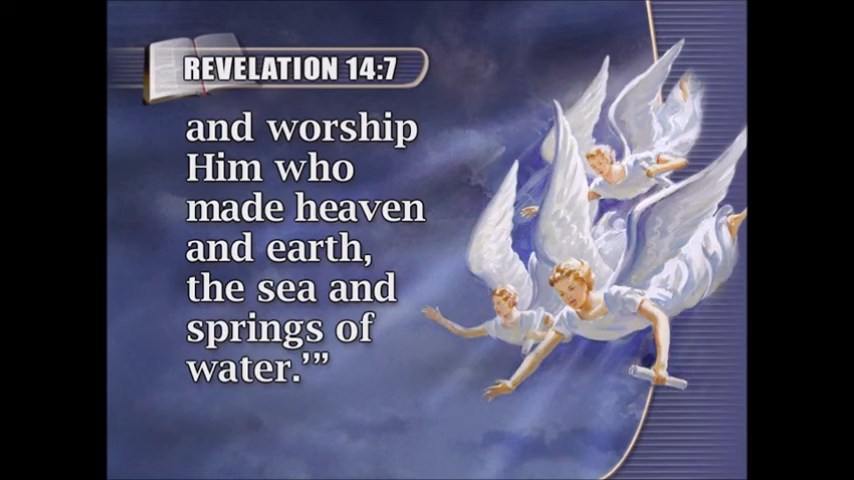 REVELATION 14:7
and worship
Him who
made heaven
and earth,
the sea and
springs of
water.’”